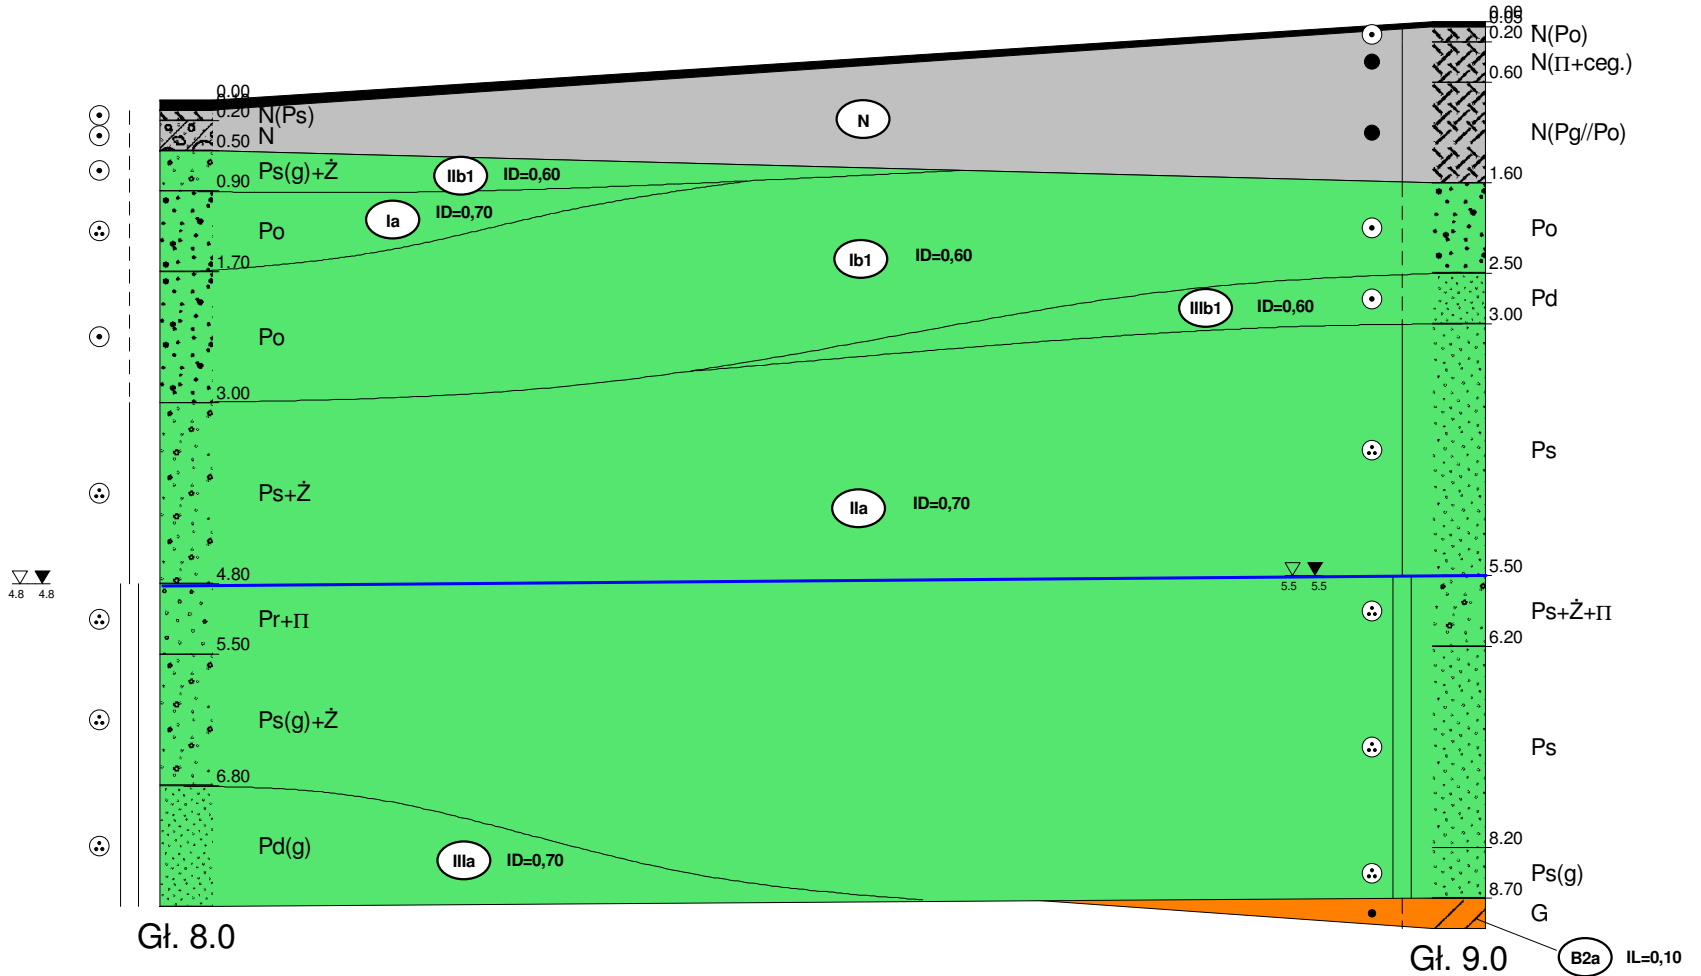 0.00
0.05
0.20
N(Po)
N(Π+ceg.)
0.60
N(Pg//Po)
1.60
Po
2.50
Pd
3.00
Ps
5.50
Ps+Ż+Π
6.20
Ps
8.20
Ps(g)
8.70
G
Gł. 9.0
B2a
IL=0,10
0.00
0.20
N(Ps)
N
0.50
Ps(g)+Ż
0.90
Po
1.70
Po
3.00
Ps+Ż
4.80
Pr+Π
5.50
Ps(g)+Ż
6.80
Pd(g)
Gł. 8.0
N
IIb1
ID=0,60
Ia
ID=0,70
Ib1
ID=0,60
IIIb1
ID=0,60
IIa
ID=0,70
IIIa
ID=0,70
4.8 4.8
5.5 5.5